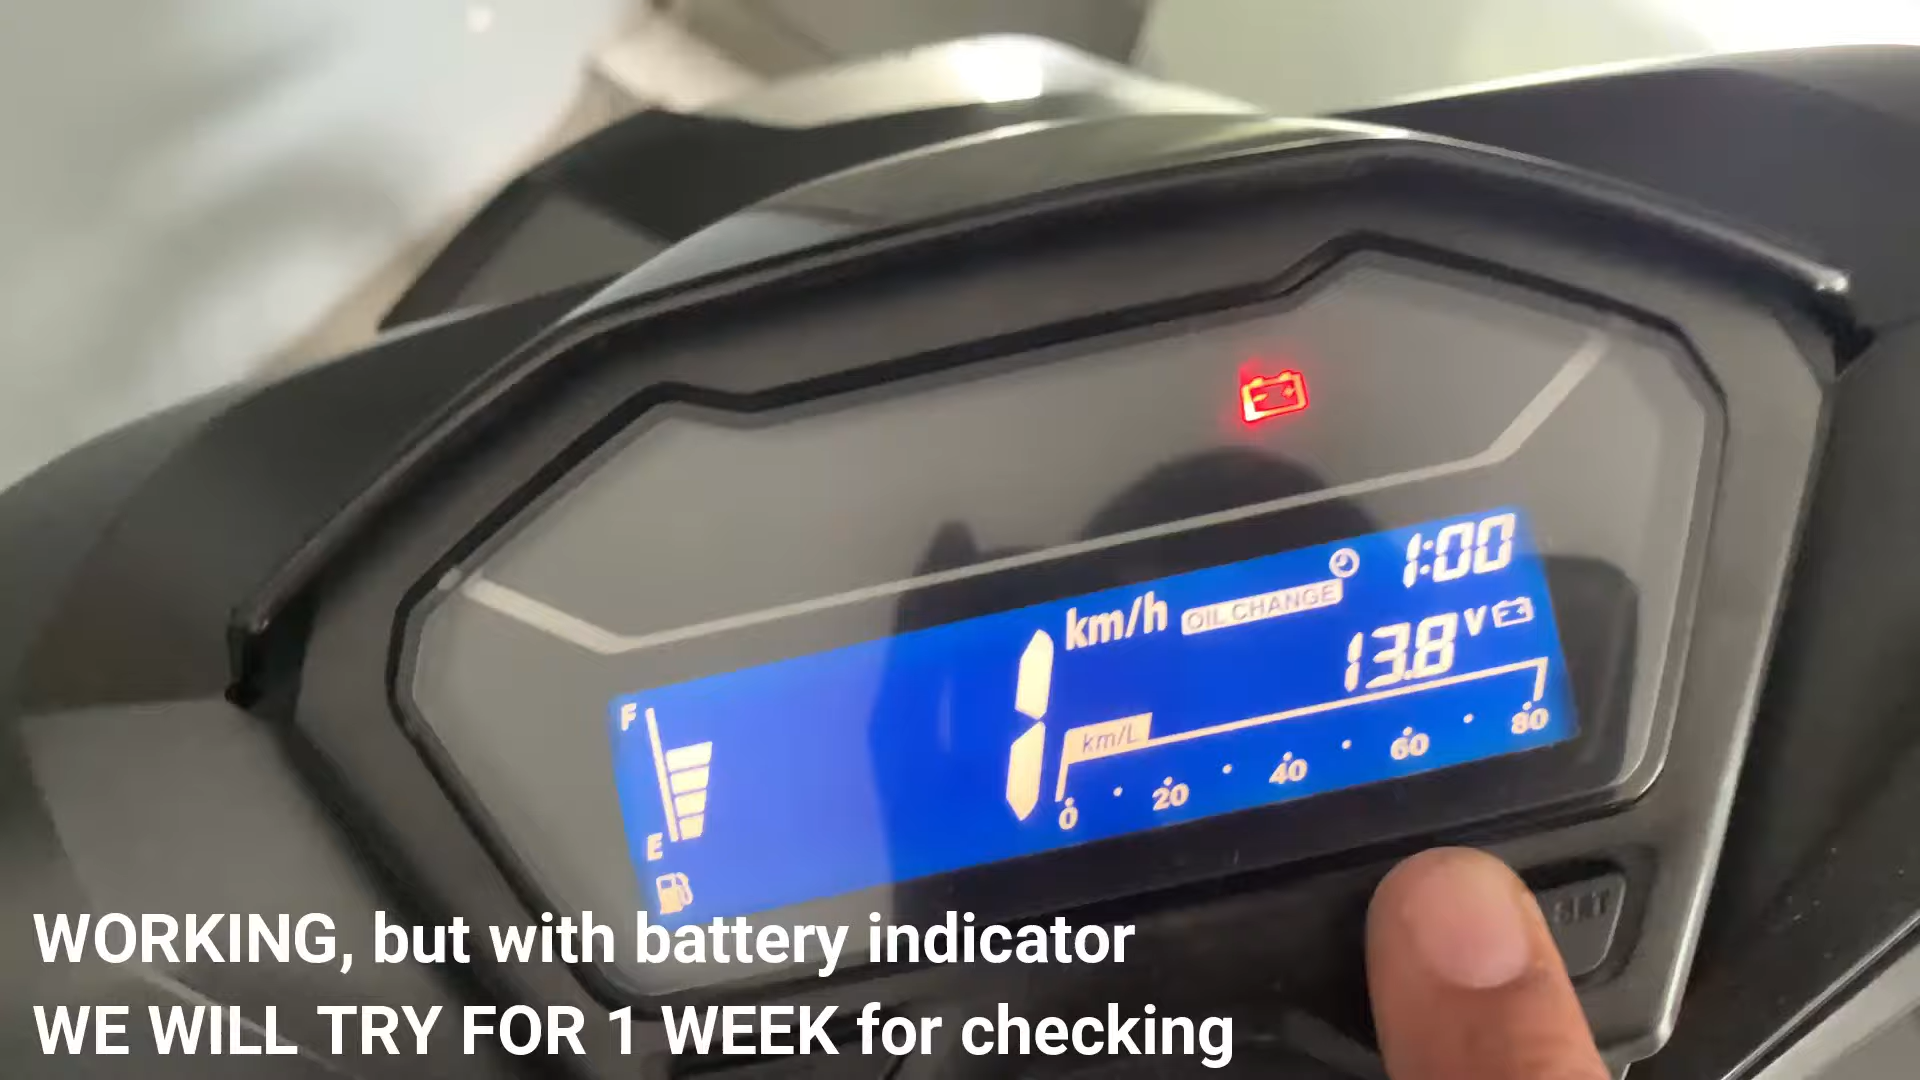 1:00
km/h OIL CHANGE
13.8 V
F
1
km/L
E
0 20 40 60 80
WORKING, but with battery indicator
WE WILL TRY FOR 1 WEEK for checking